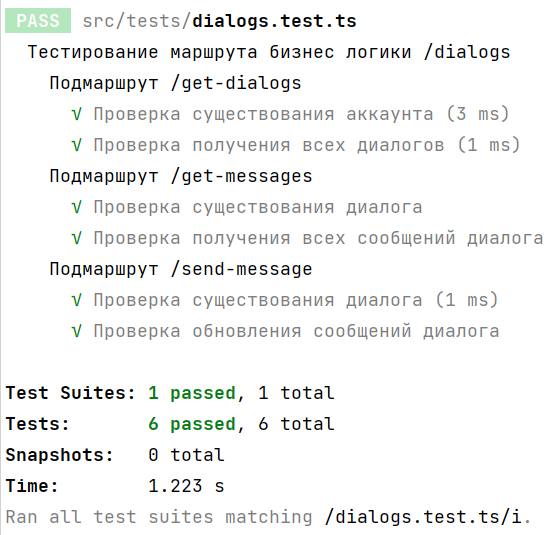 PASS src/tests/dialogs.test.ts
Тестирование маршрута бизнес логики /dialogs
Подмаршрут /get-dialogs
√ Проверка существования аккаунта (3 ms)
√ Проверка получения всех диалогов (1 ms)
Подмаршрут /get-messages
√ Проверка существования диалога
√ Проверка получения всех сообщений диалога
Подмаршрут /send-message
√ Проверка существования диалога (1 ms)
√ Проверка обновления сообщений диалога
Test Suites: 1 passed, 1 total
Tests: 6 passed, 6 total
Snapshots: 0 total
Time: 1.223 s
Ran all test suites matching /dialogs.test.ts/i.